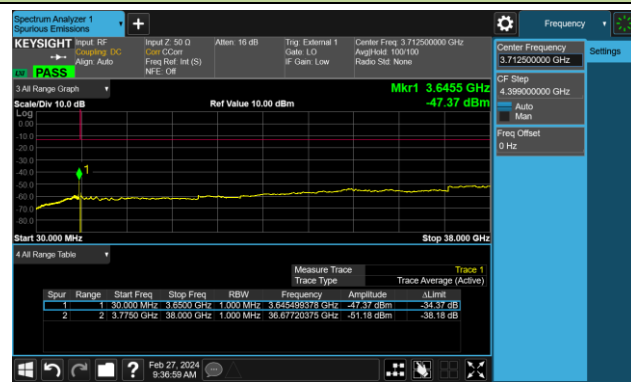 Spectrum Analyzer 1
Spurious Emissions
+
Frequency
KEYSIGHT Input: RF Input Z: 50 Ω Atten: 16 dB Trig: External 1 Center Freq: 3.712500000 GHz
Coupling: DC Corr CCorr Gate: LO Avg|Hold: 100/100
Align: Auto Freq Ref: Int (S) IF Gain: Low Radio Std: None
NFE: Off
PASS
Center Frequency
3.712500000 GHz
Settings
CF Step
4.399000000 GHz
Auto
Man
Freq Offset
0 Hz
3 All Range Graph
Mkr1 3.6455 GHz
Scale/Div 10.0 dB Ref Value 10.00 dBm -47.37 dBm
Log
0.00
-10.0
-20.0
-30.0
-40.0
1
-50.0
-60.0
-70.0
-80.0
Start 30.000 MHz Stop 38.000 GHz
4 All Range Table
Measure Trace Trace 1
Trace Type Trace Average (Active)
Spur Range Start Freq Stop Freq RBW Frequency Amplitude ΔLimit
1 1 30.000 MHz 3.6500 GHz 1.000 MHz 3.645499378 GHz -47.37 dBm -34.37 dB
2 2 3.7750 GHz 38.000 GHz 1.000 MHz 36.67720375 GHz -51.18 dBm -38.18 dB
?
Feb 27, 2024
9:36:59 AM